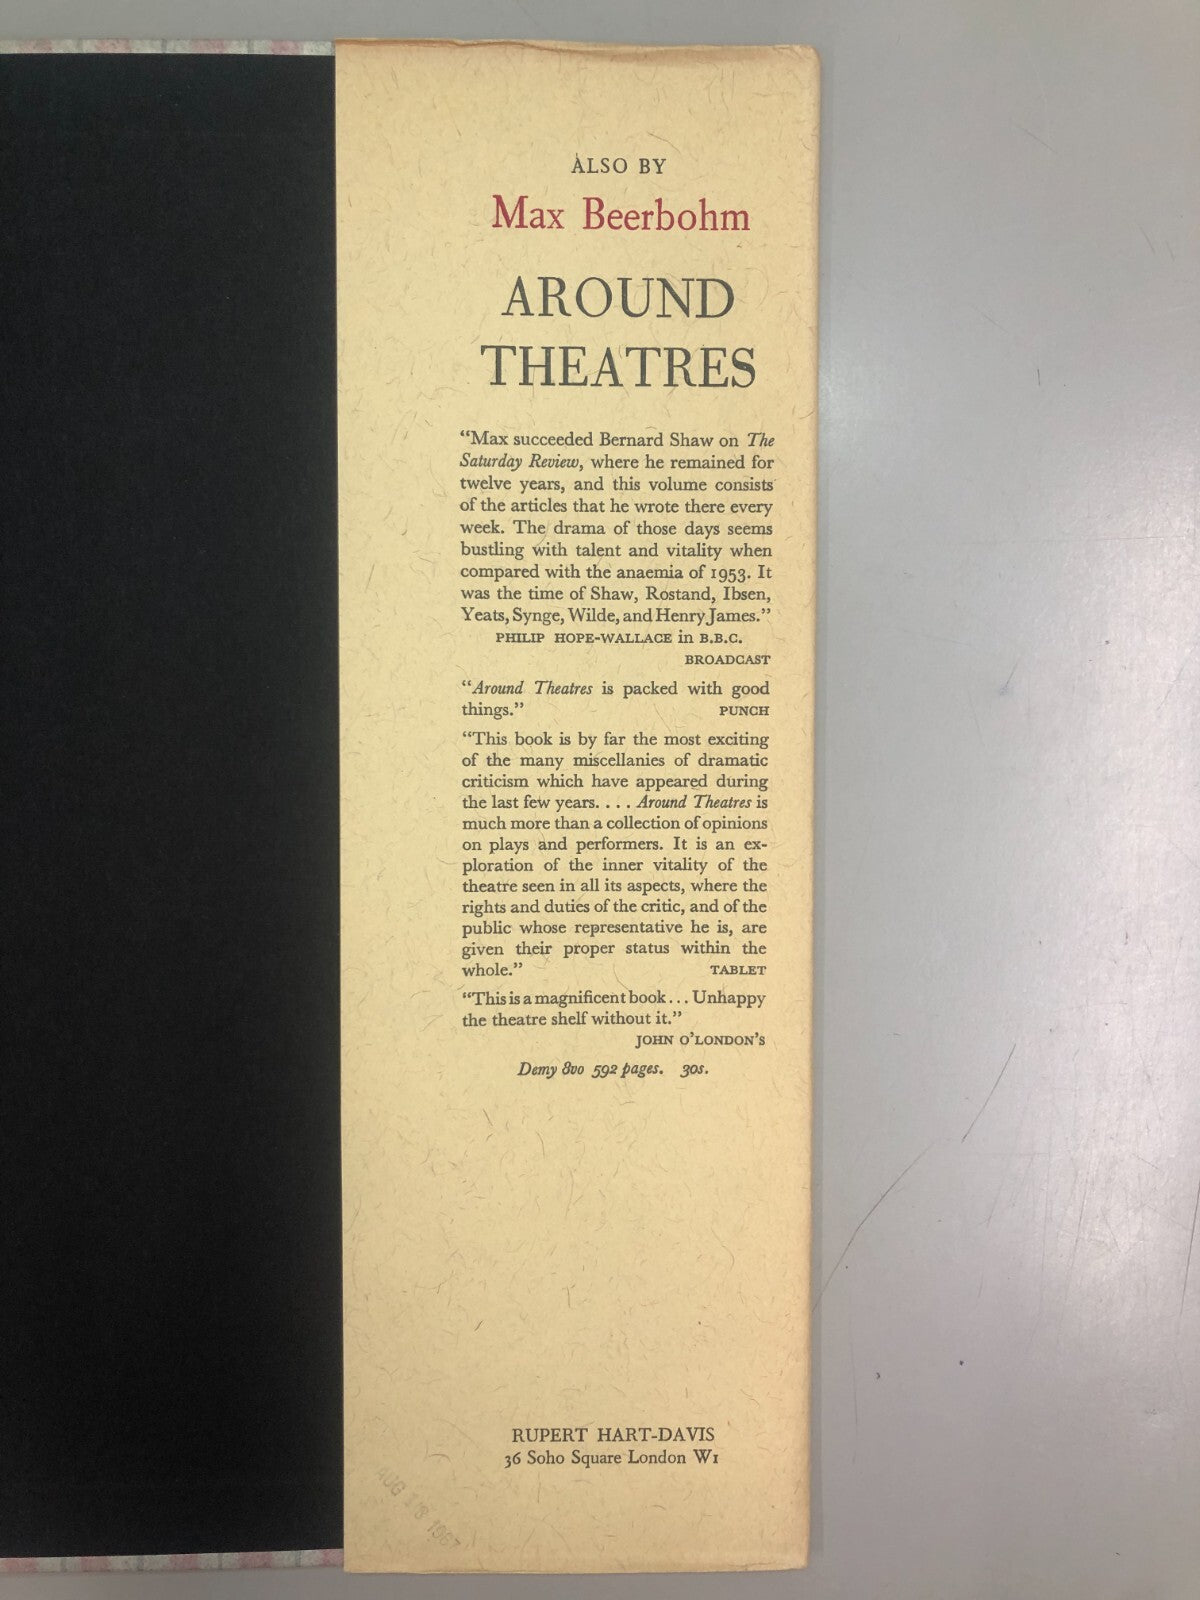 ALSO BY
Max Beerbohm
AROUND
THEATRES
“Max succeeded Bernard Shaw on The
Saturday Review, where he remained for
twelve years, and this volume consists
of the articles that he wrote there every
week. The drama of those days seems
bustling with talent and vitality when
compared with the anaemia of 1953. It
was the time of Shaw, Rostand, Ibsen,
Yeats, Synge, Wilde, and Henry James.”
PHILIP HOPE-WALLACE in B.B.C.
BROADCAST
“Around Theatres is packed with good
things.” PUNCH
“This book is by far the most exciting
of the many miscellanies of dramatic
criticism which have appeared during
the last few years. . . . Around Theatres is
much more than a collection of opinions
on plays and performers. It is an ex-
ploration of the inner vitality of the
theatre seen in all its aspects, where the
rights and duties of the critic, and of the
public whose representative he is, are
given their proper status within the
whole.” TABLET
“This is a magnificent book . . . Unhappy
the theatre shelf without it.”
JOHN O’LONDON’S
Demy 8vo 592 pages. 30s.
RUPERT HART-DAVIS
36 Soho Square London W1
AUG 18 1967